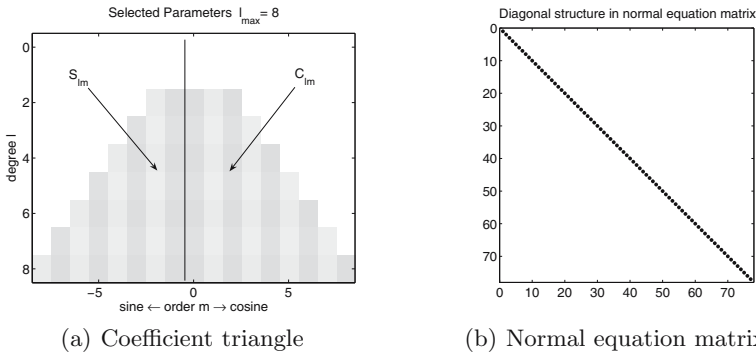 Selected Parameters l_max = 8
0
2
4
6
8
degree l
S_lm
C_lm
−5 0 5
sine ← order m → cosine
(a) Coefficient triangle
Diagonal structure in normal equation matrix
0
10
20
30
40
50
60
70
0 10 20 30 40 50 60 70
(b) Normal equation matrix